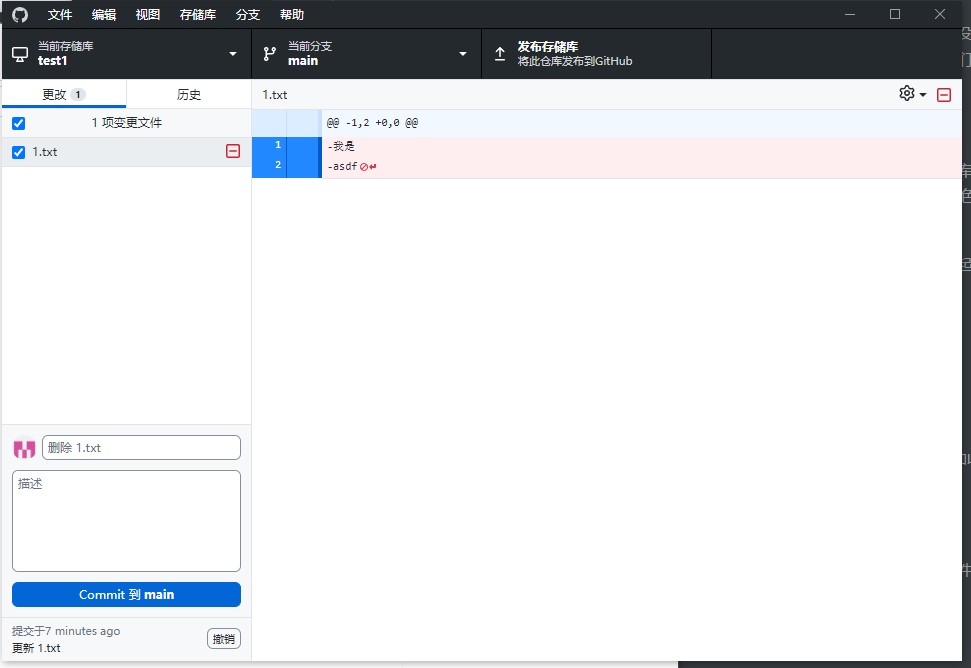 文件 编辑 视图 存储库 分支 帮助
当前存储库
test1
当前分支
main
发布存储库
将此仓库发布到GitHub
更改 1
历史
1.txt
1 项变更文件
@@ -1,2 +0,0 @@
1.txt
1 -我是
2 -asdf
删除 1.txt
描述
Commit 到 main
提交于7 minutes ago
更新 1.txt
撤销